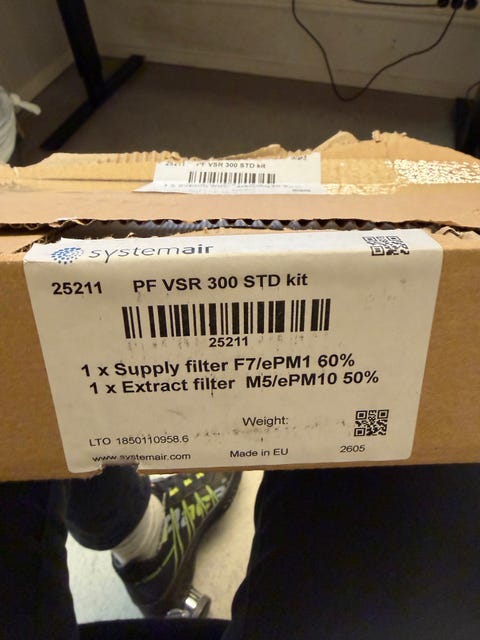 25211 PF VSR 300 STD kit
systemair
25211 PF VSR 300 STD kit
25211
1 x Supply filter F7/ePM1 60%
1 x Extract filter M5/ePM10 50%
Weight:
LTO 1850110958.6
www.systemair.com Made in EU 2605